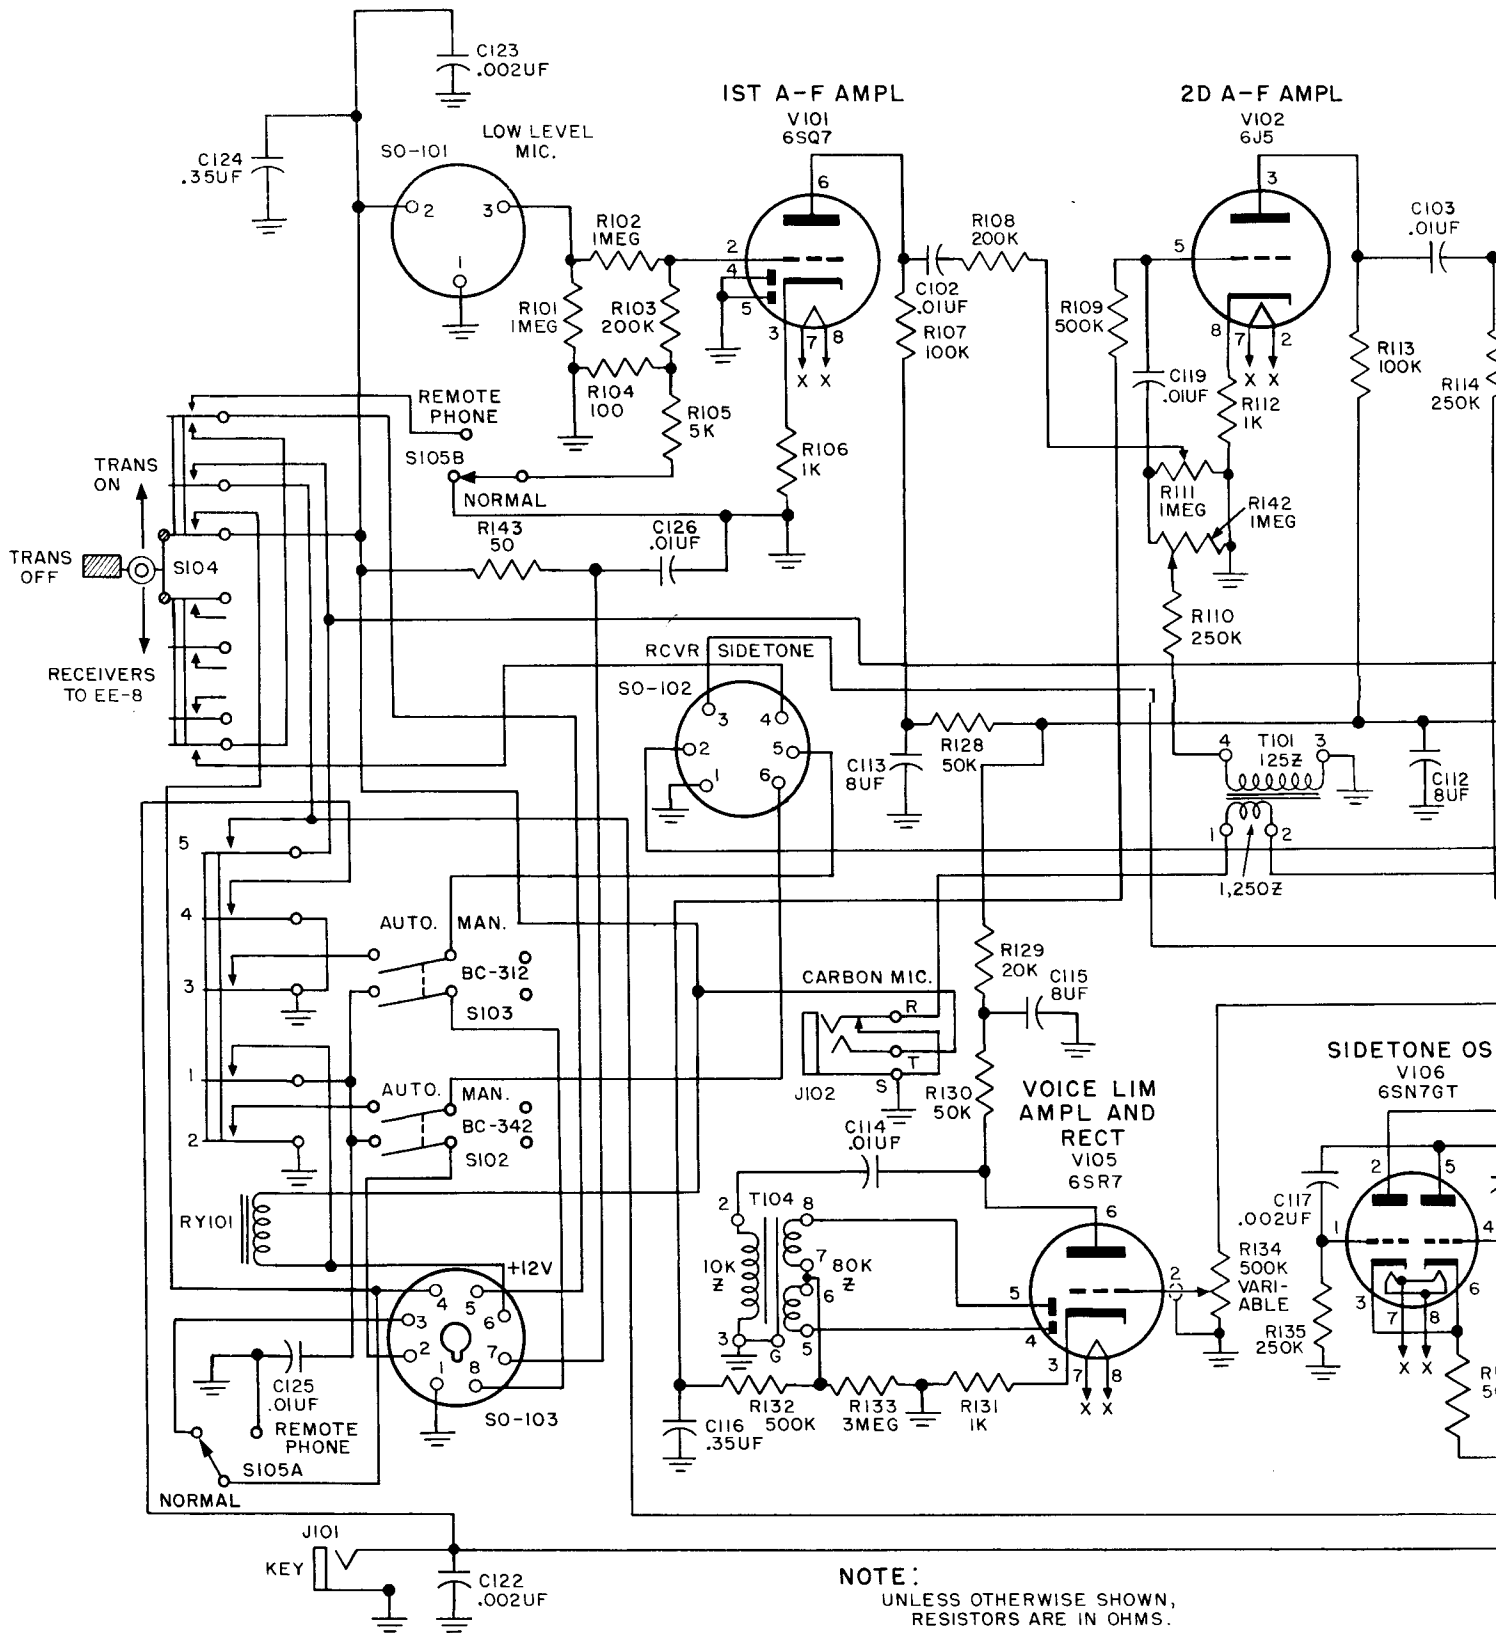 C123
.002UF
1ST A-F AMPL
V101
6SQ7
2D A-F AMPL
V102
6J5
LOW LEVEL
MIC.
SO-101
C124
.35UF
2
3
1
R102
1MEG
R101
1MEG
R103
200K
R104
100
R105
5K
6
2
4
5
3
7
8
X X
C102
.01UF
R107
100K
R108
200K
R106
1K
3
5
8
7
2
X X
R109
500K
C119
.01UF
R112
1K
R111
1MEG
R142
1MEG
C103
.01UF
R113
100K
R114
250K
REMOTE
PHONE
S105B
NORMAL
TRANS
ON
TRANS
OFF
S104
RECEIVERS
TO EE-8
R143
50
C126
.01UF
R110
250K
RCVR SIDETONE
SO-102
3
4
2
5
1
6
C113
8UF
R128
50K
4
T101
125Z
3
1
2
1,250Z
C112
8UF
5
4
3
1
2
AUTO. MAN.
BC-312
S103
AUTO. MAN.
BC-342
S102
CARBON MIC.
R
T
S
J102
R129
20K
C115
8UF
R130
50K
C114
.01UF
VOICE LIM
AMPL AND
RECT
V105
6SR7
SIDETONE OS
V106
6SN7GT
RY101
+12V
4
5
3
6
2
7
1
8
SO-103
C125
.01UF
REMOTE
PHONE
S105A
NORMAL
2
T104
8
10K
Z
7
80K
Z
6
3
G
5
6
5
4
2
3
7
8
X X
R134
500K
VARI-
ABLE
C117
.002UF
2
5
1
4
3
6
7
8
X X
R135
250K
C116
.35UF
R132
500K
R133
3MEG
R131
1K
J101
KEY
C122
.002UF
NOTE:
UNLESS OTHERWISE SHOWN,
RESISTORS ARE IN OHMS.